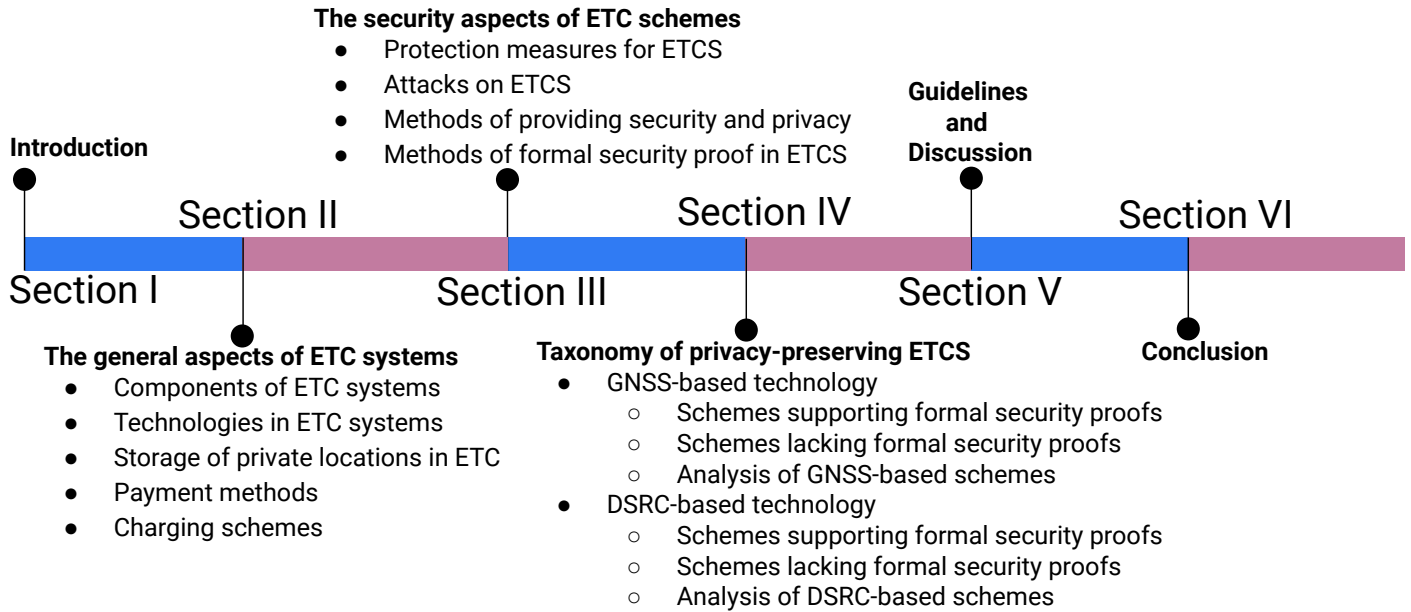 The security aspects of ETC schemes
● Protection measures for ETCS
● Attacks on ETCS
● Methods of providing security and privacy
● Methods of formal security proof in ETCS
Guidelines
and
Discussion
Introduction
Section II
Section IV
Section VI
Section I
Section III
Section V
The general aspects of ETC systems
● Components of ETC systems
● Technologies in ETC systems
● Storage of private locations in ETC
● Payment methods
● Charging schemes
Taxonomy of privacy-preserving ETCS
● GNSS-based technology
○ Schemes supporting formal security proofs
○ Schemes lacking formal security proofs
○ Analysis of GNSS-based schemes
● DSRC-based technology
○ Schemes supporting formal security proofs
○ Schemes lacking formal security proofs
○ Analysis of DSRC-based schemes
Conclusion